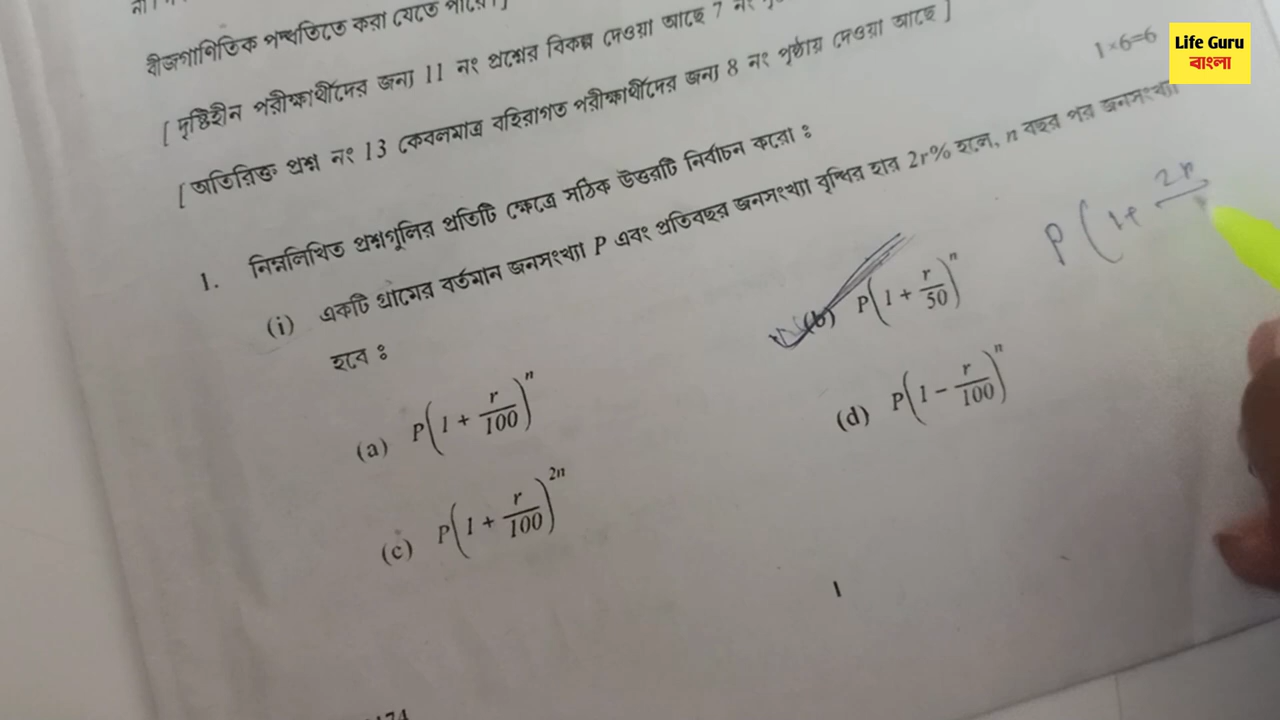 বীজগাণিতিক পদ্ধতিতে করা যেতে পারে।]
[ দৃষ্টিহীন পরীক্ষার্থীদের জন্য 11 নং প্রশ্নের বিকল্প দেওয়া আছে 7 নং
[ অতিরিক্ত প্রশ্ন নং 13 কেবলমাত্র বহিরাগত পরীক্ষার্থীদের জন্য 8 নং পৃষ্ঠায় দেওয়া আছে ]
Life Guru
বাংলা
1. নিম্নলিখিত প্রশ্নগুলির প্রতিটি ক্ষেত্রে সঠিক উত্তরটি নির্বাচন করো : 1×6=6
(i) একটি গ্রামের বর্তমান জনসংখ্যা P এবং প্রতিবছর জনসংখ্যা বৃদ্ধির হার 2r% হলে, n বছর পর জনসংখ্যা
হবে :
P(1+ 2r
(a) P(1 + r/100)^n
(b) P(1 + r/50)^n
(c) P(1 + r/100)^2n
(d) P(1 − r/100)^n
1
174